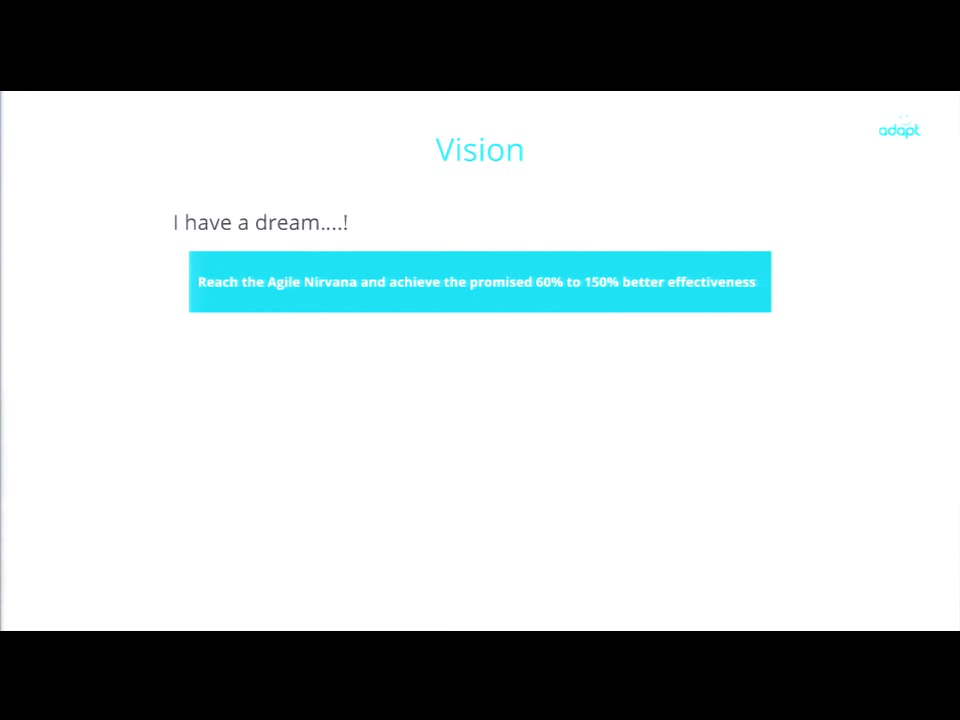 adapt
Vision
I have a dream....!
Reach the Agile Nirvana and achieve the promised 60% to 150% better effectiveness